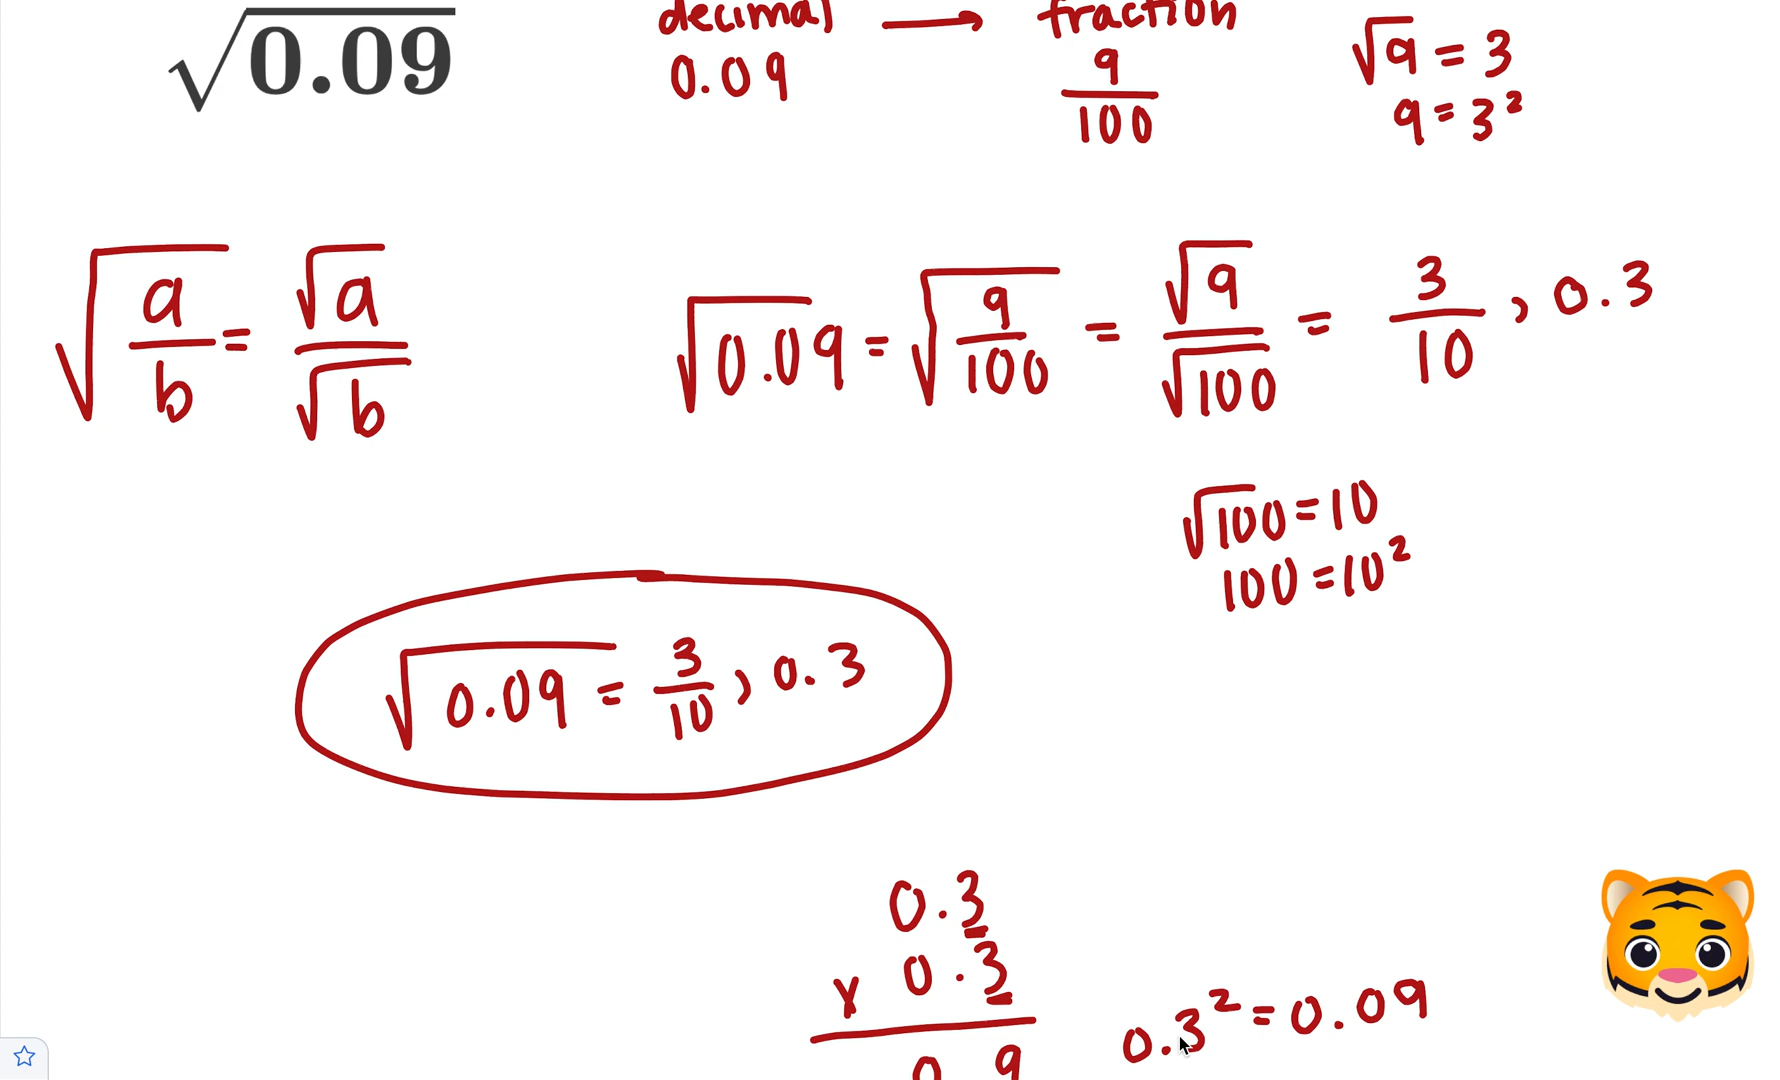 √0.09
decimal → fraction
0.09 9/100
√9 = 3
9 = 3²
√(a/b) = √a/√b
√0.09 = √(9/100) = √9/√100 = 3/10 , 0.3
√100 = 10
100 = 10²
√0.09 = 3/10 , 0.3
0.3
x 0.3
0 9
0.3² = 0.09